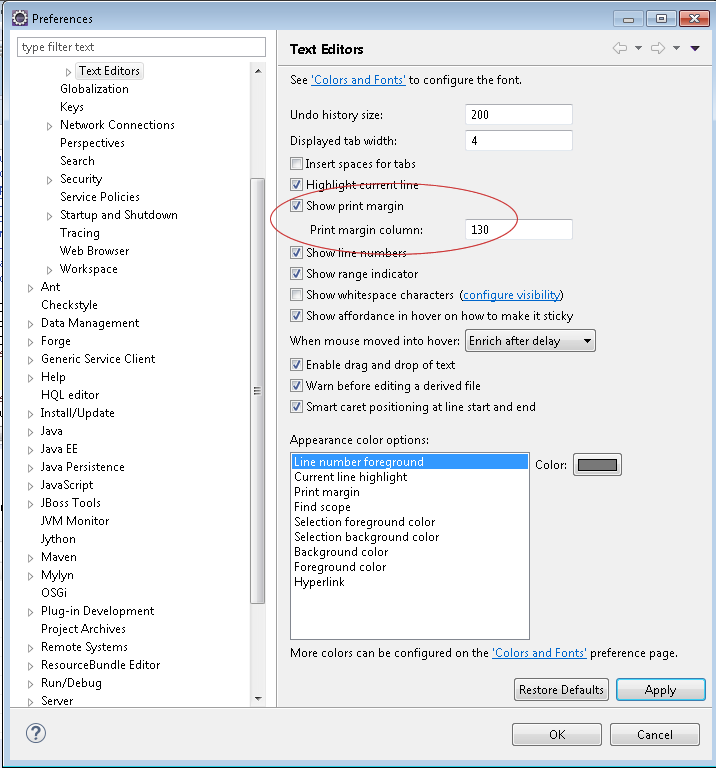 Preferences
type filter text
Text Editors
Globalization
Keys
Network Connections
Perspectives
Search
Security
Service Policies
Startup and Shutdown
Tracing
Web Browser
Workspace
Ant
Checkstyle
Data Management
Forge
Generic Service Client
Help
HQL editor
Install/Update
Java
Java EE
Java Persistence
JavaScript
JBoss Tools
JVM Monitor
Jython
Maven
Mylyn
OSGi
Plug-in Development
Project Archives
Remote Systems
ResourceBundle Editor
Run/Debug
Server
Text Editors
See 'Colors and Fonts' to configure the font.
Undo history size: 200
Displayed tab width: 4
Insert spaces for tabs
Highlight current line
Show print margin
Print margin column: 130
Show line numbers
Show range indicator
Show whitespace characters (configure visibility)
Show affordance in hover on how to make it sticky
When mouse moved into hover: Enrich after delay
Enable drag and drop of text
Warn before editing a derived file
Smart caret positioning at line start and end
Appearance color options:
Line number foreground
Current line highlight
Print margin
Find scope
Selection foreground color
Selection background color
Background color
Foreground color
Hyperlink
Color:
More colors can be configured on the 'Colors and Fonts' preference page.
Restore Defaults
Apply
?
OK
Cancel